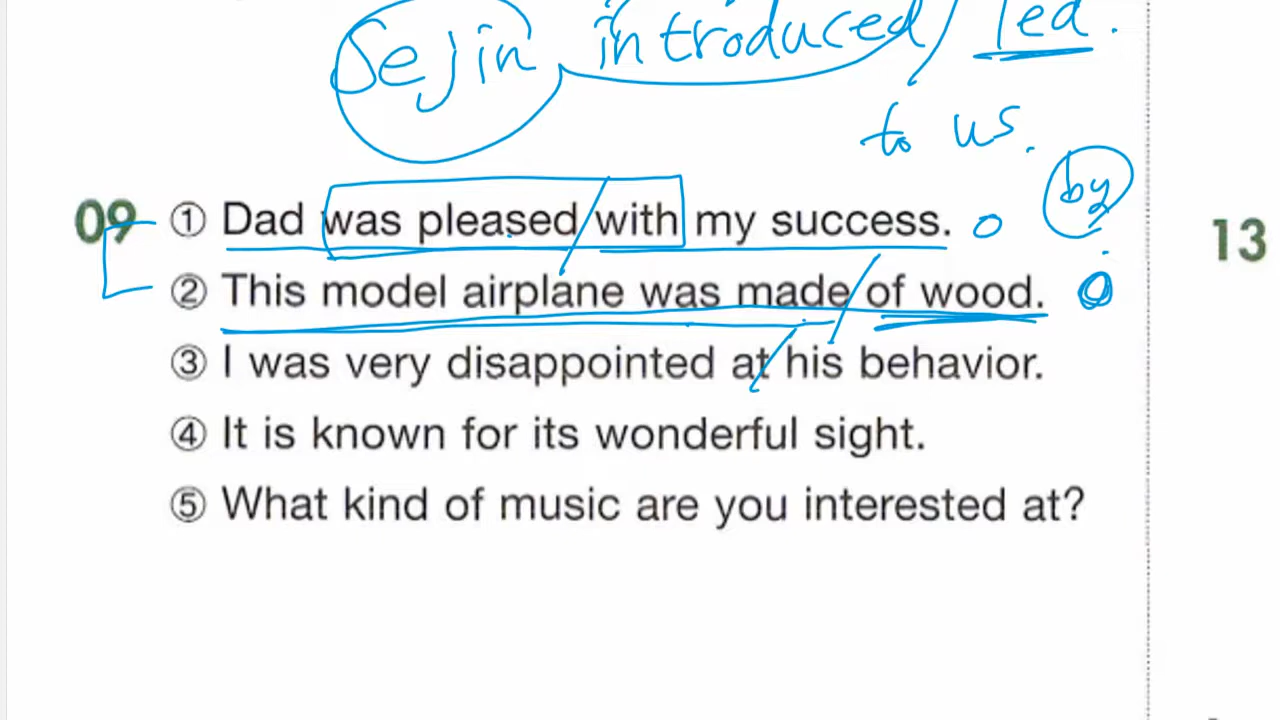 Sejin introduced / Ted.
to us.
by
09 ① Dad was pleased with my success.
13
② This model airplane was made of wood.
③ I was very disappointed at his behavior.
④ It is known for its wonderful sight.
⑤ What kind of music are you interested at?